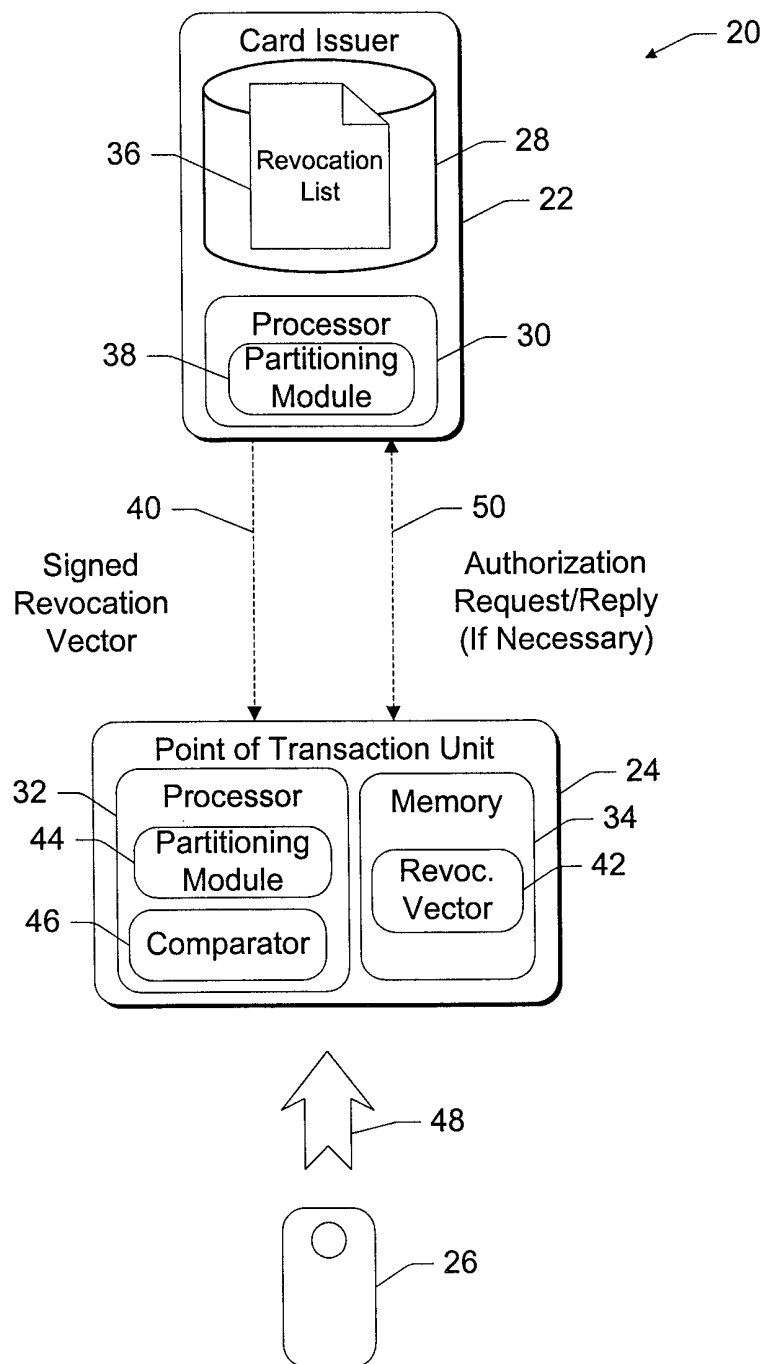 Card Issuer
20
Revocation
List
36
28
22
Processor
30
38
Partitioning
Module
40
50
Signed
Revocation
Vector
Authorization
Request/Reply
(If Necessary)
Point of Transaction Unit
24
32
Processor
Memory
34
44
Partitioning
Module
Revoc.
Vector
42
46
Comparator
48
26